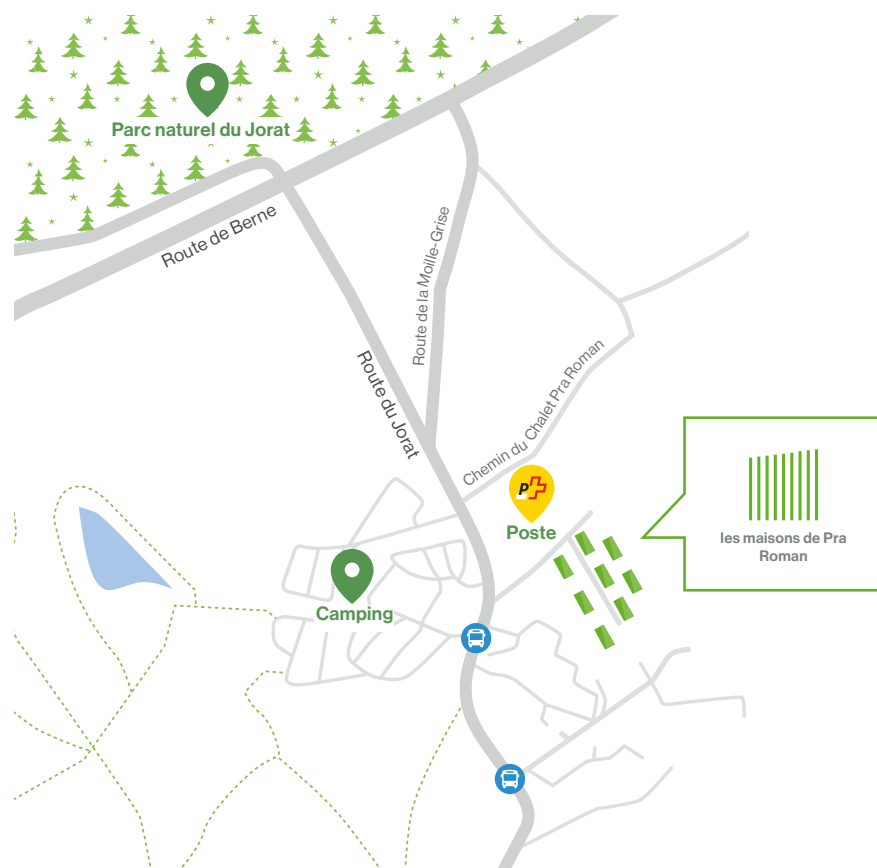 Parc naturel du Jorat
Route de Berne
Route de la Moille-Grise
Route du Jorat
Chemin du Chalet Pra Roman
P
Poste
les maisons de Pra
Roman
Camping